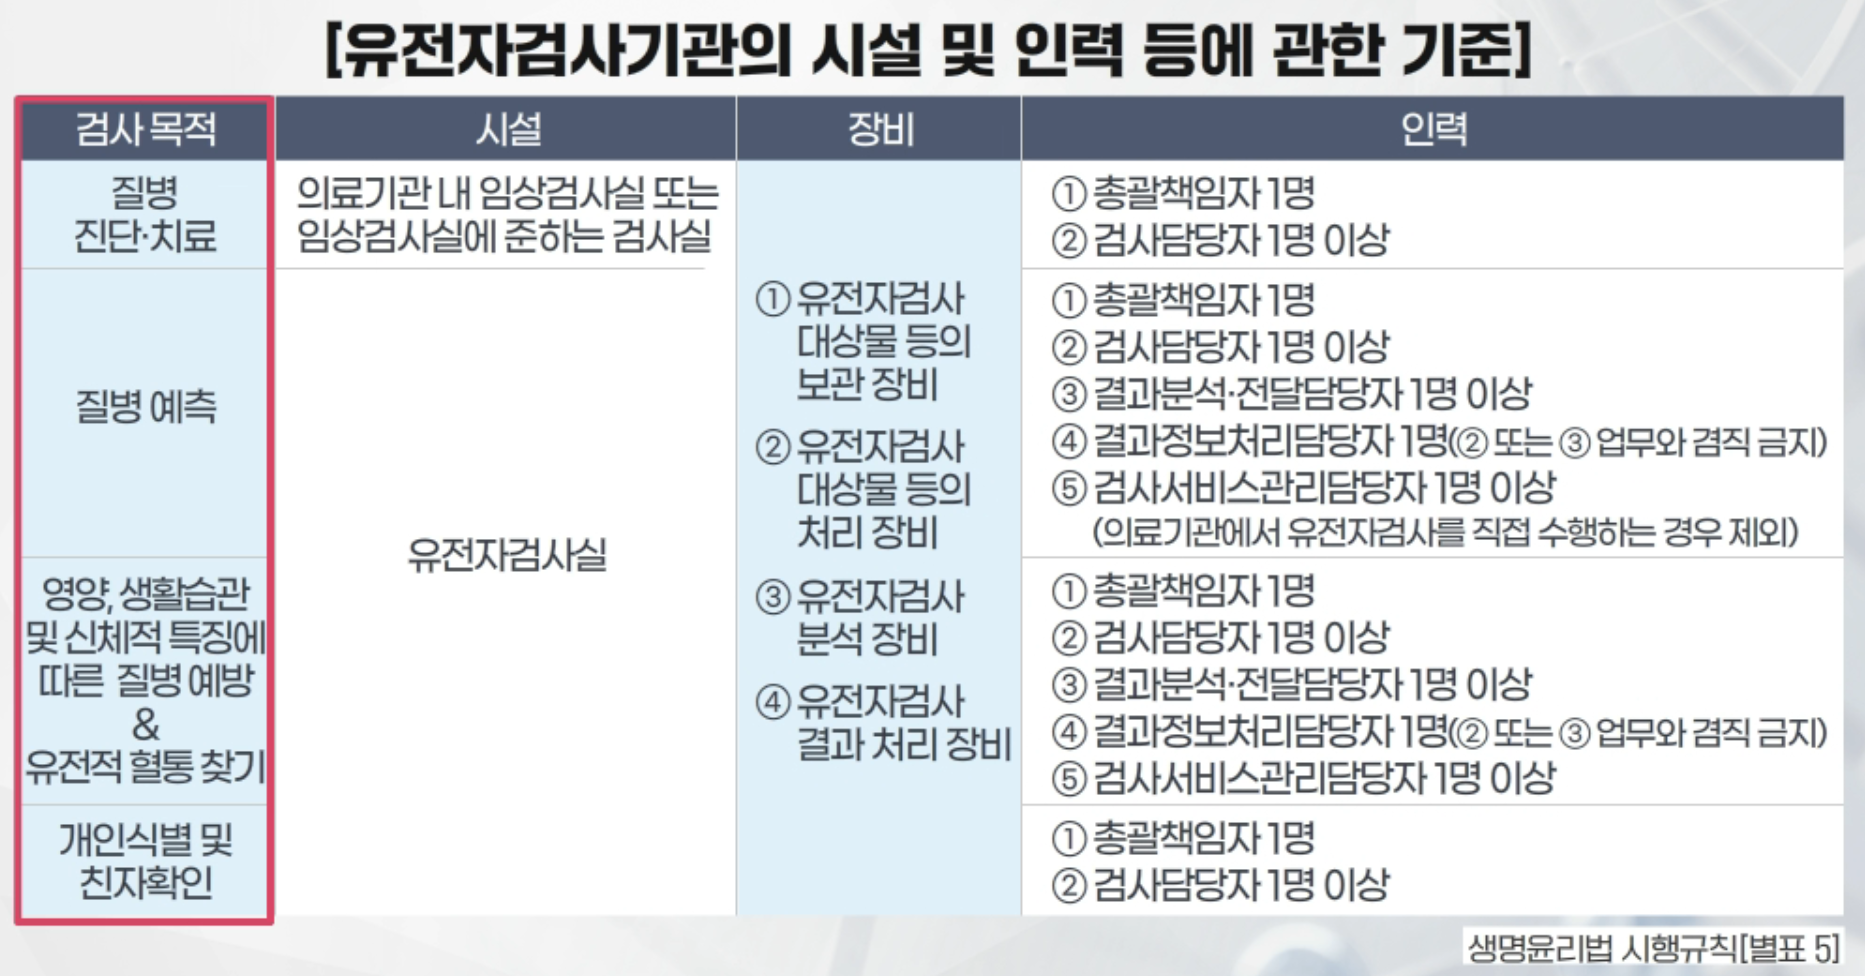 [유전자검사기관의 시설 및 인력 등에 관한 기준]
검사 목적
시설
장비
인력
질병
진단·치료
의료기관 내 임상검사실 또는
임상검사실에 준하는 검사실
① 총괄책임자 1명
② 검사담당자 1명 이상
질병 예측
유전자검사실
① 유전자검사
대상물 등의
보관 장비
② 유전자검사
대상물 등의
처리 장비
③ 유전자검사
분석 장비
④ 유전자검사
결과 처리 장비
① 총괄책임자 1명
② 검사담당자 1명 이상
③ 결과분석·전달담당자 1명 이상
④ 결과정보처리담당자 1명(② 또는 ③ 업무와 겸직 금지)
⑤ 검사서비스관리담당자 1명 이상
(의료기관에서 유전자검사를 직접 수행하는 경우 제외)
영양, 생활습관
및 신체적 특징에
따른 질병 예방
&
유전적 혈통 찾기
① 총괄책임자 1명
② 검사담당자 1명 이상
③ 결과분석·전달담당자 1명 이상
④ 결과정보처리담당자 1명(② 또는 ③ 업무와 겸직 금지)
⑤ 검사서비스관리담당자 1명 이상
개인식별 및
친자확인
① 총괄책임자 1명
② 검사담당자 1명 이상
생명윤리법 시행규칙[별표 5]